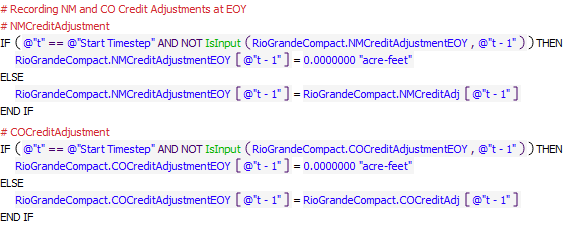 # Recording NM and CO Credit Adjustments at EOY
# NMCreditAdjustment
IF ( @"t" == @"Start Timestep" AND NOT IsInput ( RioGrandeCompact.NMCreditAdjustmentEOY , @"t - 1" ) ) THEN
RioGrandeCompact.NMCreditAdjustmentEOY [ @"t - 1" ] = 0.0000000 "acre-feet"
ELSE
RioGrandeCompact.NMCreditAdjustmentEOY [ @"t - 1" ] = RioGrandeCompact.NMCreditAdj [ @"t - 1" ]
END IF
# COCreditAdjustment
IF ( @"t" == @"Start Timestep" AND NOT IsInput ( RioGrandeCompact.COCreditAdjustmentEOY , @"t - 1" ) ) THEN
RioGrandeCompact.COCreditAdjustmentEOY [ @"t - 1" ] = 0.0000000 "acre-feet"
ELSE
RioGrandeCompact.COCreditAdjustmentEOY [ @"t - 1" ] = RioGrandeCompact.COCreditAdj [ @"t - 1" ]
END IF